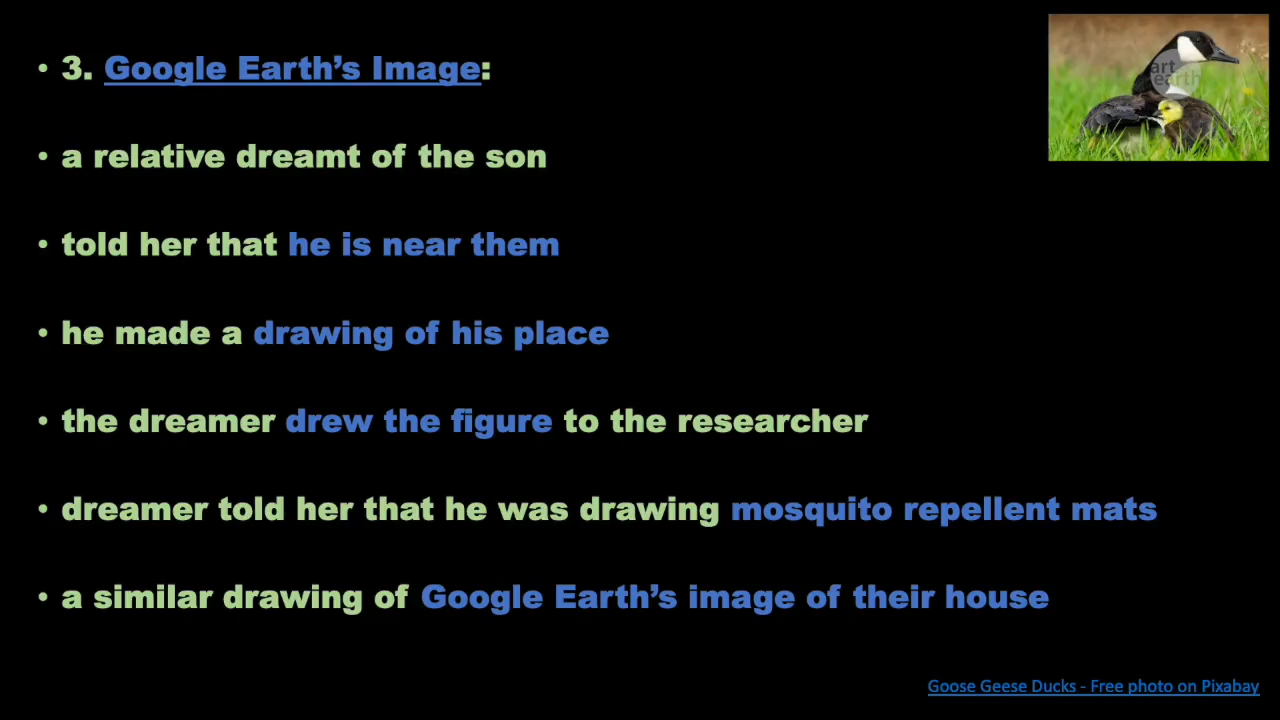 • 3. Google Earth’s Image:
• a relative dreamt of the son
• told her that he is near them
• he made a drawing of his place
• the dreamer drew the figure to the researcher
• dreamer told her that he was drawing mosquito repellent mats
• a similar drawing of Google Earth’s image of their house
art
earth
Goose Geese Ducks - Free photo on Pixabay